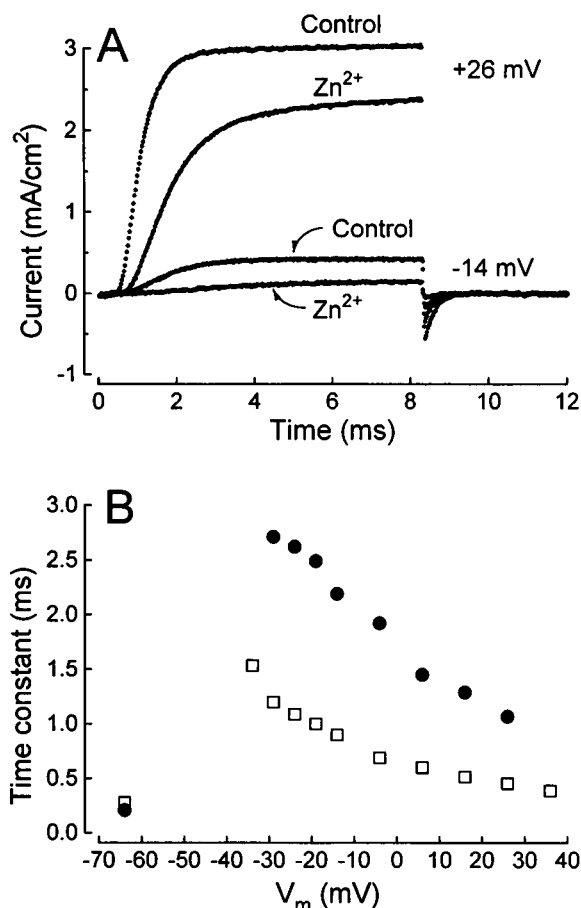 A
Control
+26 mV
Zn²⁺
Control
-14 mV
Zn²⁺
3
2
1
0
-1
Current (mA/cm²)
0 2 4 6 8 10 12
Time (ms)
B
3.0
2.5
2.0
1.5
1.0
0.5
0.0
Time constant (ms)
-70 -60 -50 -40 -30 -20 -10 0 10 20 30 40
Vₘ (mV)